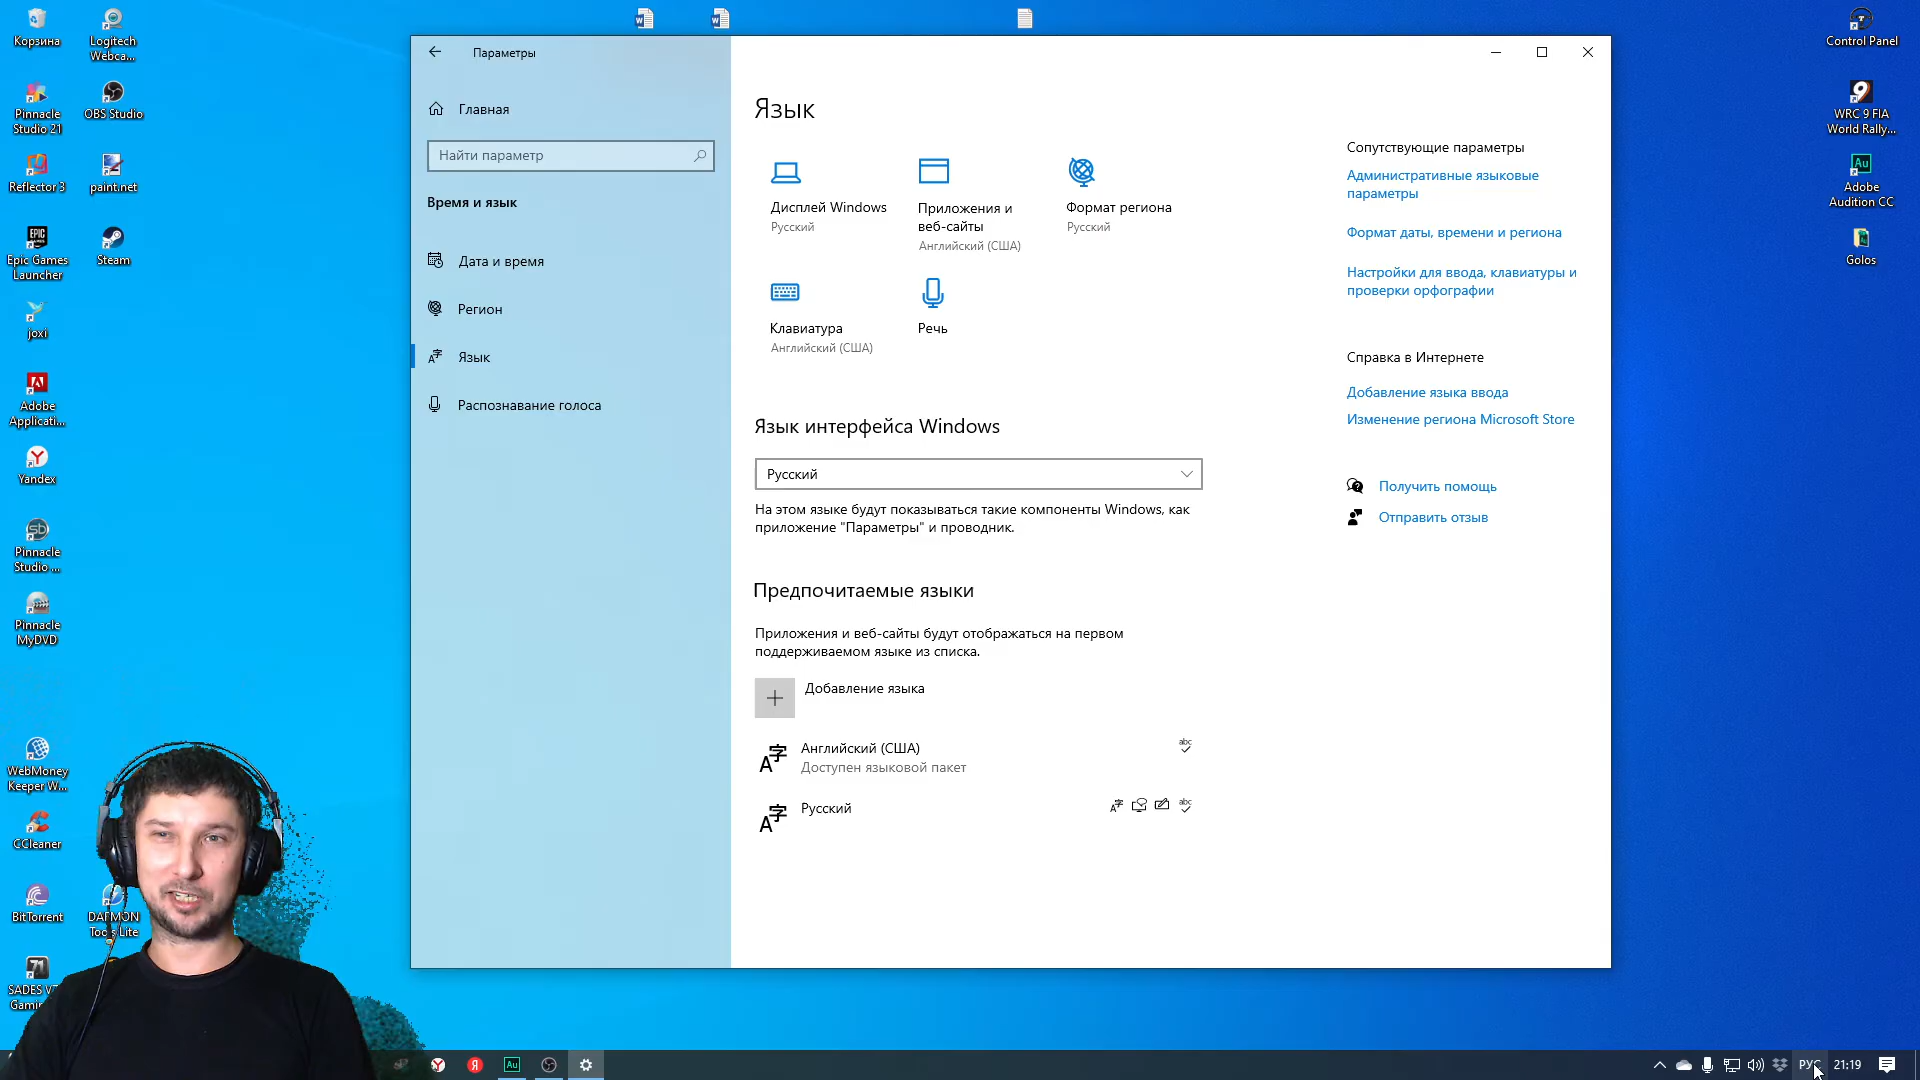 Корзина
Logitech
Webca...
Pinnacle
Studio 21
OBS Studio
Reflector 3
paint.net
Epic Games
Launcher
Steam
joxi
Adobe
Applicati...
Yandex
Pinnacle
Studio ...
Pinnacle
MyDVD
WebMoney
Keeper W...
CCleaner
BitTorrent
DAEMON
Tools Lite
Параметры
Главная
Найти параметр
Время и язык
Дата и время
Регион
Язык
Распознавание голоса
Язык
Дисплей Windows
Русский
Приложения и
веб-сайты
Английский (США)
Формат региона
Русский
Клавиатура
Английский (США)
Речь
Язык интерфейса Windows
Русский
На этом языке будут показываться такие компоненты Windows, как
приложение "Параметры" и проводник.
Предпочитаемые языки
Приложения и веб-сайты будут отображаться на первом
поддерживаемом языке из списка.
Добавление языка
Английский (США)
Доступен языковой пакет
Русский
Сопутствующие параметры
Административные языковые
параметры
Формат даты, времени и региона
Настройки для ввода, клавиатуры и
проверки орфографии
Справка в Интернете
Добавление языка ввода
Изменение региона Microsoft Store
Получить помощь
Отправить отзыв
Control Panel
WRC 9 FIA
World Rally...
Adobe
Audition CC
Golos
SADES
РУС
21:19